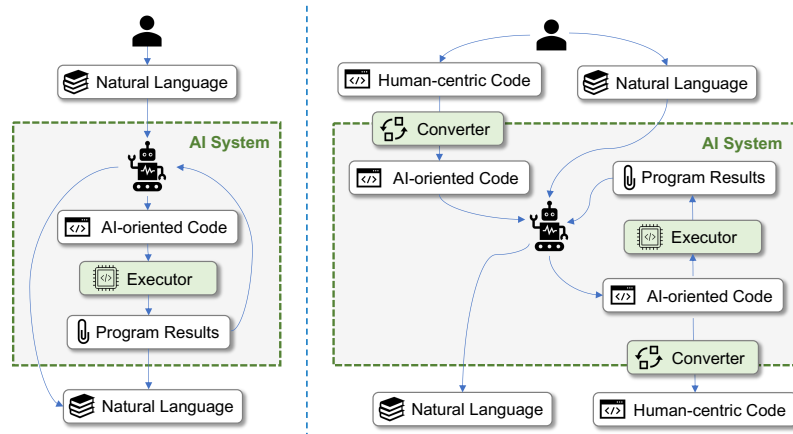 Natural Language
AI System
AI-oriented Code
</> Executor
Program Results
Natural Language
</> Human-centric Code
Natural Language
Converter
AI System
</> AI-oriented Code
Program Results
</> Executor
</> AI-oriented Code
Converter
Natural Language
</> Human-centric Code